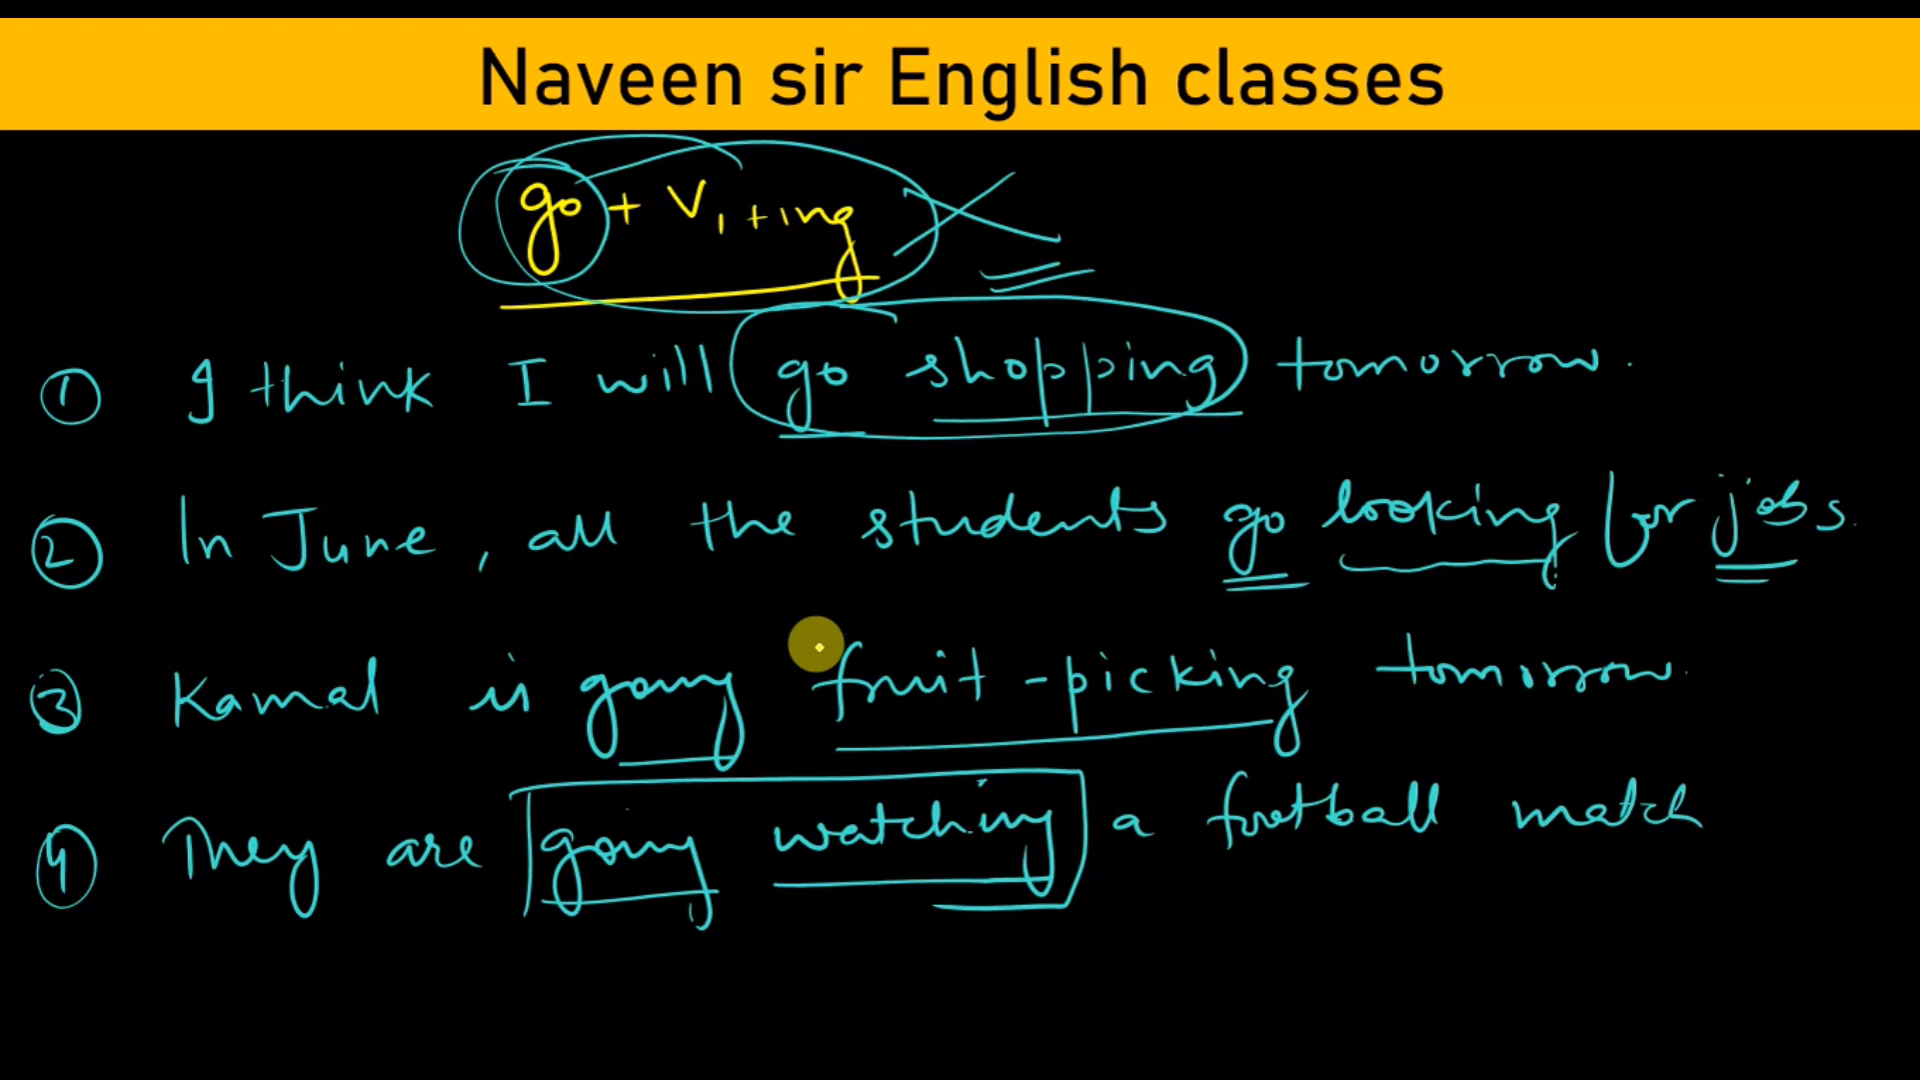 Naveen sir English classes
go + V1 + ing
① I think I will go shopping tomorrow.
② In June, all the students go looking for jobs.
③ Kamal is going fruit-picking tomorrow.
④ They are going watching a football match